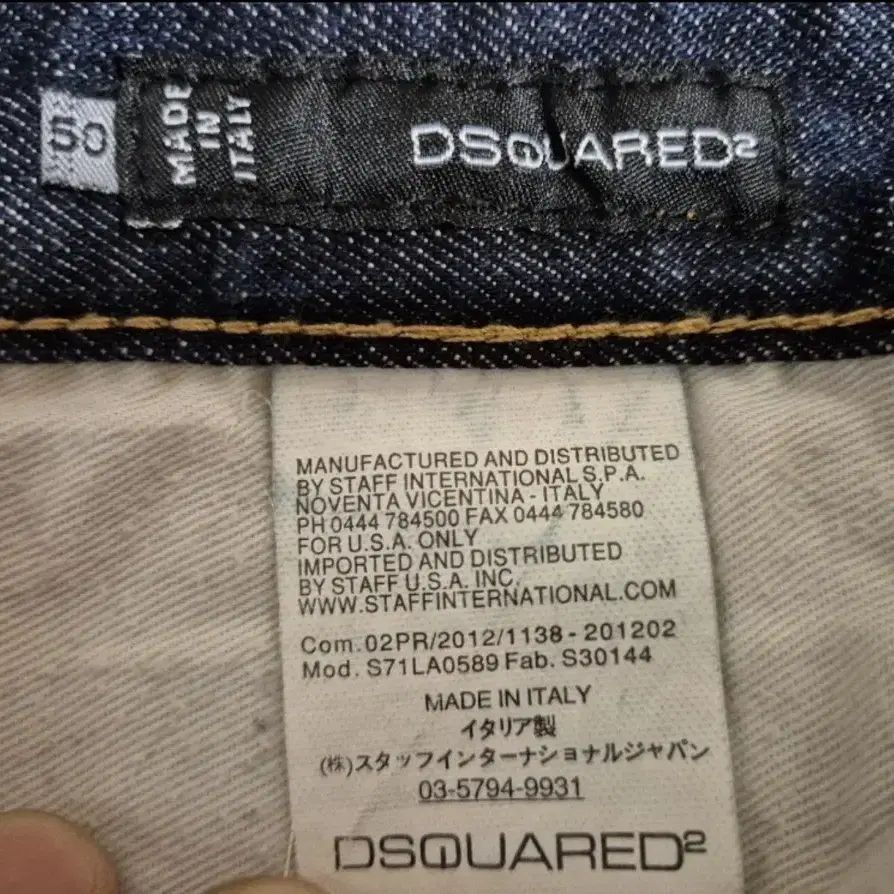 50
MADE
IN
ITALY
DSQUARED²
MANUFACTURED AND DISTRIBUTED
BY STAFF INTERNATIONAL S.P.A.
NOVENTA VICENTINA - ITALY
PH 0444 784500 FAX 0444 784580
FOR U.S.A. ONLY
IMPORTED AND DISTRIBUTED
BY STAFF U.S.A. INC.
WWW.STAFFINTERNATIONAL.COM
Com. 02PR/2012/1138 - 201202
Mod. S71LA0589 Fab. S30144
MADE IN ITALY
イタリア製
(株)スタッフインターナショナルジャパン
03-5794-9931
DSQUARED²